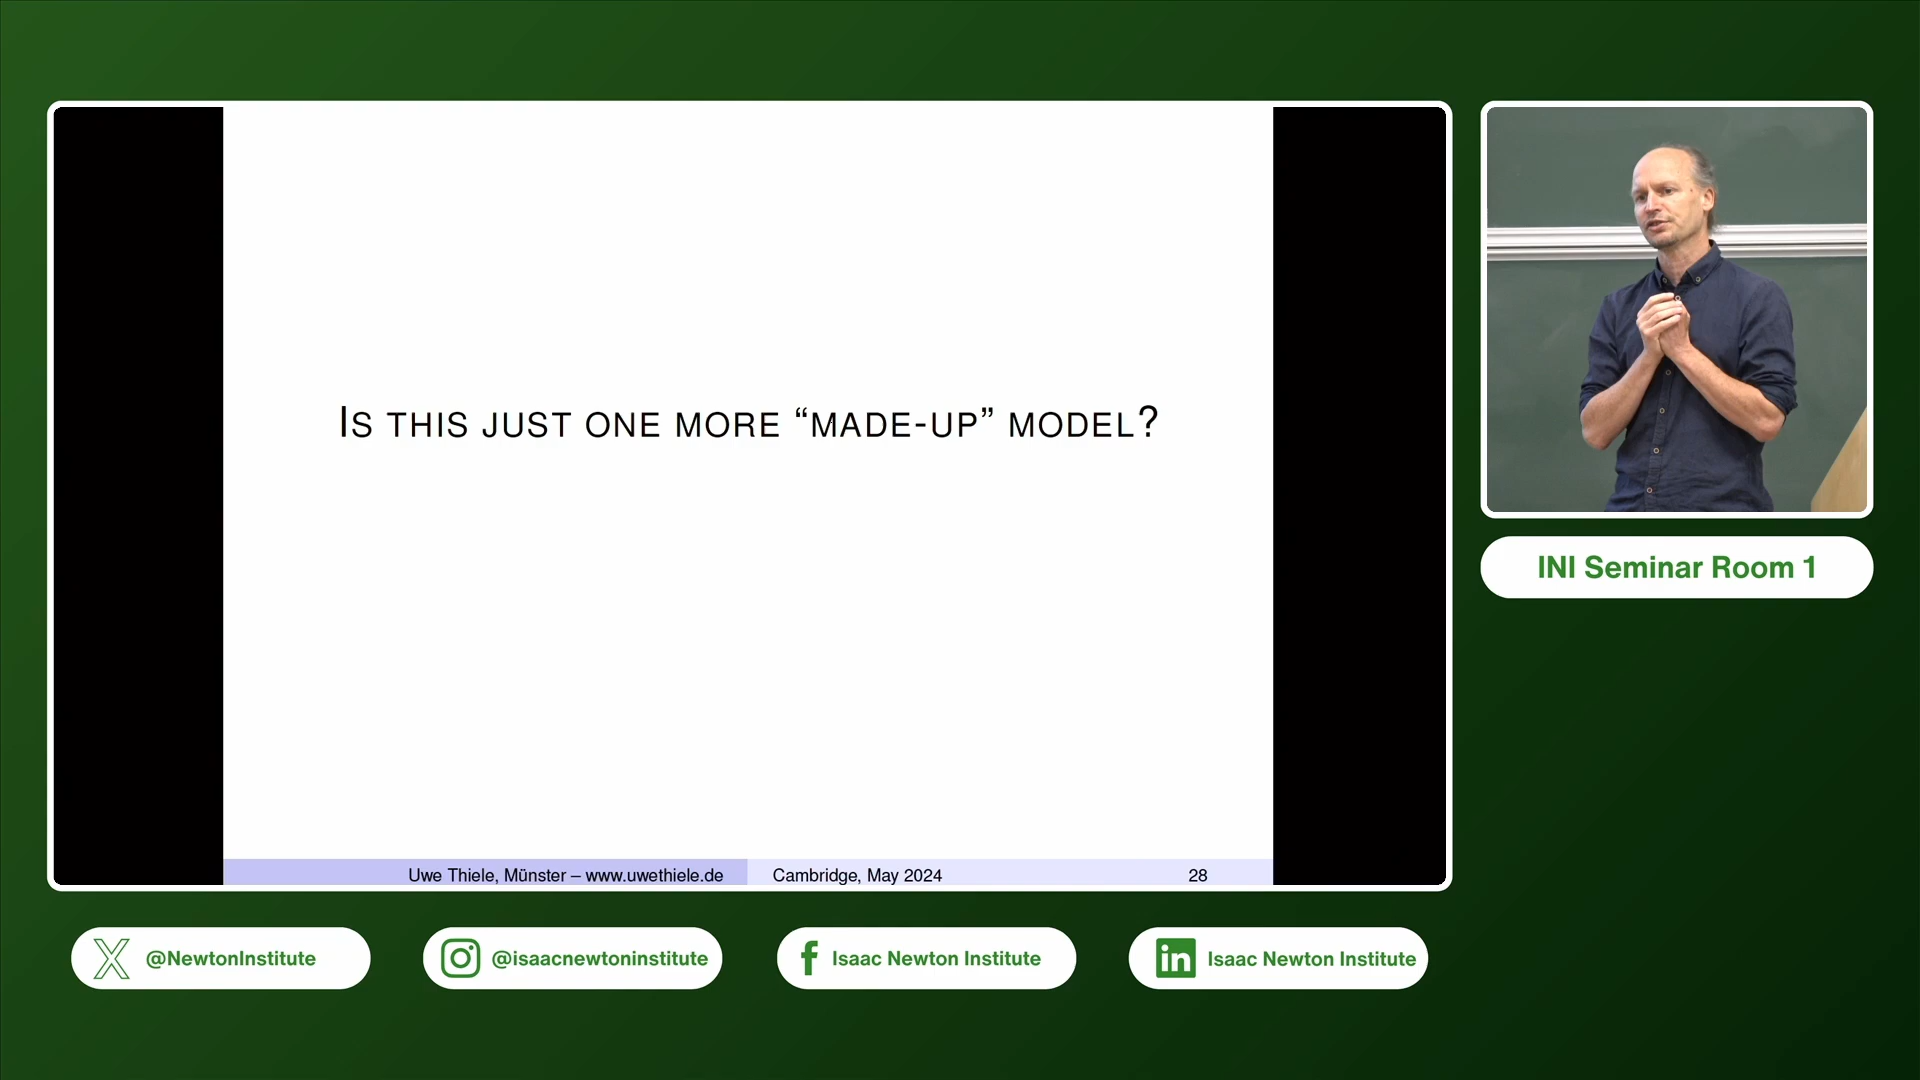 IS THIS JUST ONE MORE “MADE-UP” MODEL?
Uwe Thiele, Münster – www.uwethiele.de Cambridge, May 2024 28
INI Seminar Room 1
@NewtonInstitute
@isaacnewtoninstitute
Isaac Newton Institute
Isaac Newton Institute